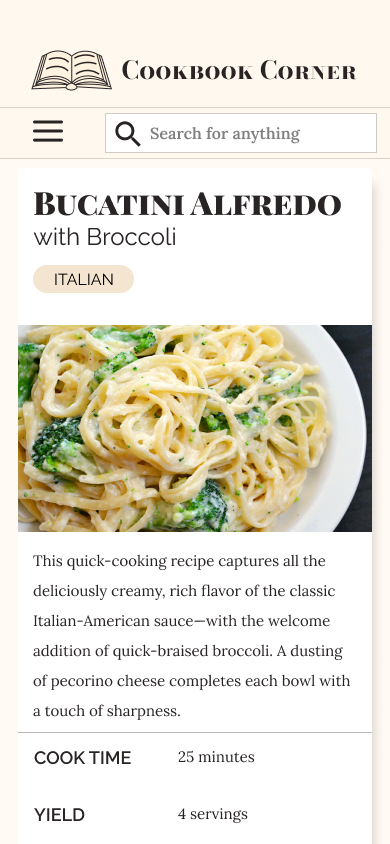 Cookbook Corner
Search for anything
Bucatini Alfredo
with Broccoli
ITALIAN
This quick-cooking recipe captures all the
deliciously creamy, rich flavor of the classic
Italian-American sauce—with the welcome
addition of quick-braised broccoli. A dusting
of pecorino cheese completes each bowl with
a touch of sharpness.
COOK TIME 25 minutes
YIELD 4 servings